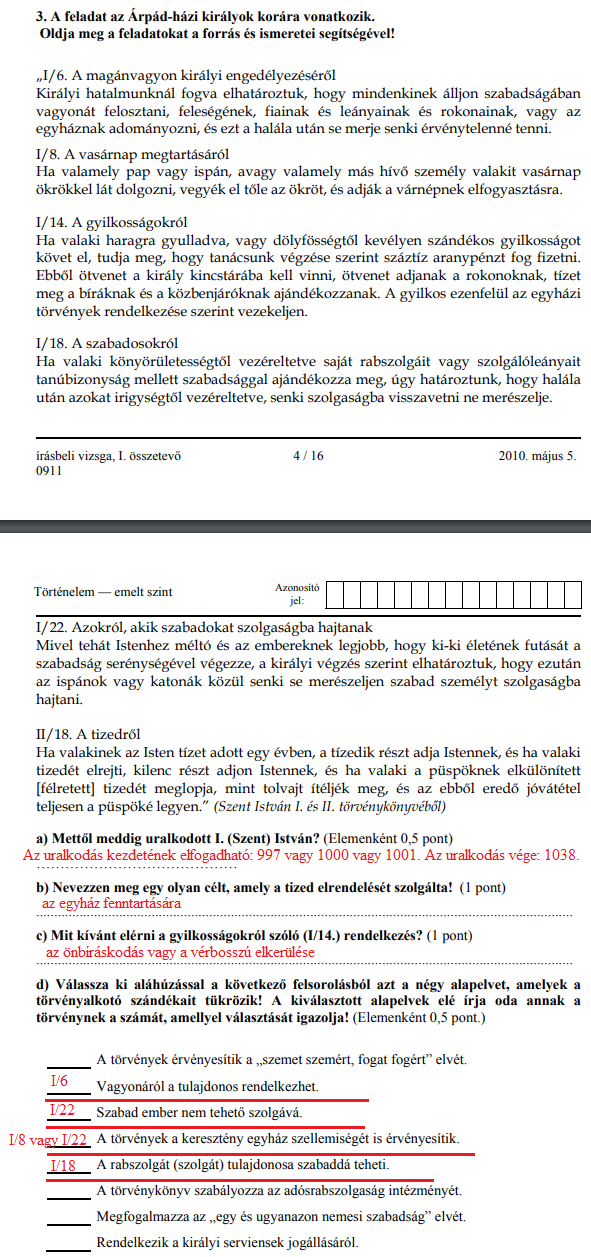 3. A feladat az Árpád-házi királyok korára vonatkozik.
Oldja meg a feladatokat a forrás és ismeretei segítségével!
„I/6. A magánvagyon királyi engedélyezéséről
Királyi hatalmunknál fogva elhatároztuk, hogy mindenkinek álljon szabadságában
vagyonát felosztani, feleségének, fiainak és leányainak és rokonainak, vagy az
egyháznak adományozni, és ezt a halála után se merje senki érvénytelenné tenni.
I/8. A vasárnap megtartásáról
Ha valamely pap vagy ispán, avagy valamely más hívő személy valakit vasárnap
ökrökkel lát dolgozni, vegyék el tőle az ökröt, és adják a várnépnek elfogyasztásra.
I/14. A gyilkosságokról
Ha valaki haragra gyulladva, vagy dölyfösségtől kevélyen szándékos gyilkosságot
követ el, tudja meg, hogy tanácsunk végzése szerint száztíz aranypénzt fog fizetni.
Ebből ötvenet a király kincstárába kell vinni, ötvenet adjanak a rokonoknak, tízet
meg a bíráknak és a közbenjáróknak ajándékozzanak. A gyilkos ezenfelül az egyházi
törvények rendelkezése szerint vezekeljen.
I/18. A szabadosokról
Ha valaki könyörületességtől vezéreltetve saját rabszolgáit vagy szolgálóleányait
tanúbizonyság mellett szabadsággal ajándékozza meg, úgy határoztunk, hogy halála
után azokat irigységtől vezéreltetve, senki szolgaságba visszavetni ne merészelje.
írásbeli vizsga, I. összetevő 4 / 16 2010. május 5.
0911
Történelem — emelt szint Azonosító
jel:
I/22. Azokról, akik szabadokat szolgaságba hajtanak
Mivel tehát Istenhez méltó és az embereknek legjobb, hogy ki-ki életének futását a
szabadság serénységével végezze, a királyi végzés szerint elhatároztuk, hogy ezután
az ispánok vagy katonák közül senki se merészeljen szabad személyt szolgaságba
hajtani.
II/18. A tizedről
Ha valakinek az Isten tízet adott egy évben, a tizedik részt adja Istennek, és ha valaki
tizedét elrejti, kilenc részt adjon Istennek, és ha valaki a püspöknek elkülönített
[félretett] tizedét meglopja, mint tolvajt ítéljék meg, és az ebből eredő jóvátétel
teljesen a püspöké legyen.” (Szent István I. és II. törvénykönyvéből)
a) Mettől meddig uralkodott I. (Szent) István? (Elemenként 0,5 pont)
Az uralkodás kezdetének elfogadható: 997 vagy 1000 vagy 1001. Az uralkodás vége: 1038.
b) Nevezzen meg egy olyan célt, amely a tized elrendelését szolgálta! (1 pont)
az egyház fenntartására
c) Mit kívánt elérni a gyilkosságokról szóló (I/14.) rendelkezés? (1 pont)
az önbíráskodás vagy a vérbosszú elkerülése
d) Válassza ki aláhúzással a következő felsorolásból azt a négy alapelvet, amelyek a
törvényalkotó szándékait tükrözik! A kiválasztott alapelvek elé írja oda annak a
törvénynek a számát, amellyel választását igazolja! (Elemenként 0,5 pont.)
A törvények érvényesítik a „szemet szemért, fogat fogért” elvét.
I/6 Vagyonáról a tulajdonos rendelkezhet.
I/22 Szabad ember nem tehető szolgává.
I/8 vagy I/22 A törvények a keresztény egyház szellemiségét is érvényesítik.
I/18 A rabszolgát (szolgát) tulajdonosa szabaddá teheti.
A törvénykönyv szabályozza az adósrabszolgaság intézményét.
Megfogalmazza az „egy és ugyanazon nemesi szabadság” elvét.
Rendelkezik a királyi serviensek jogállásáról.